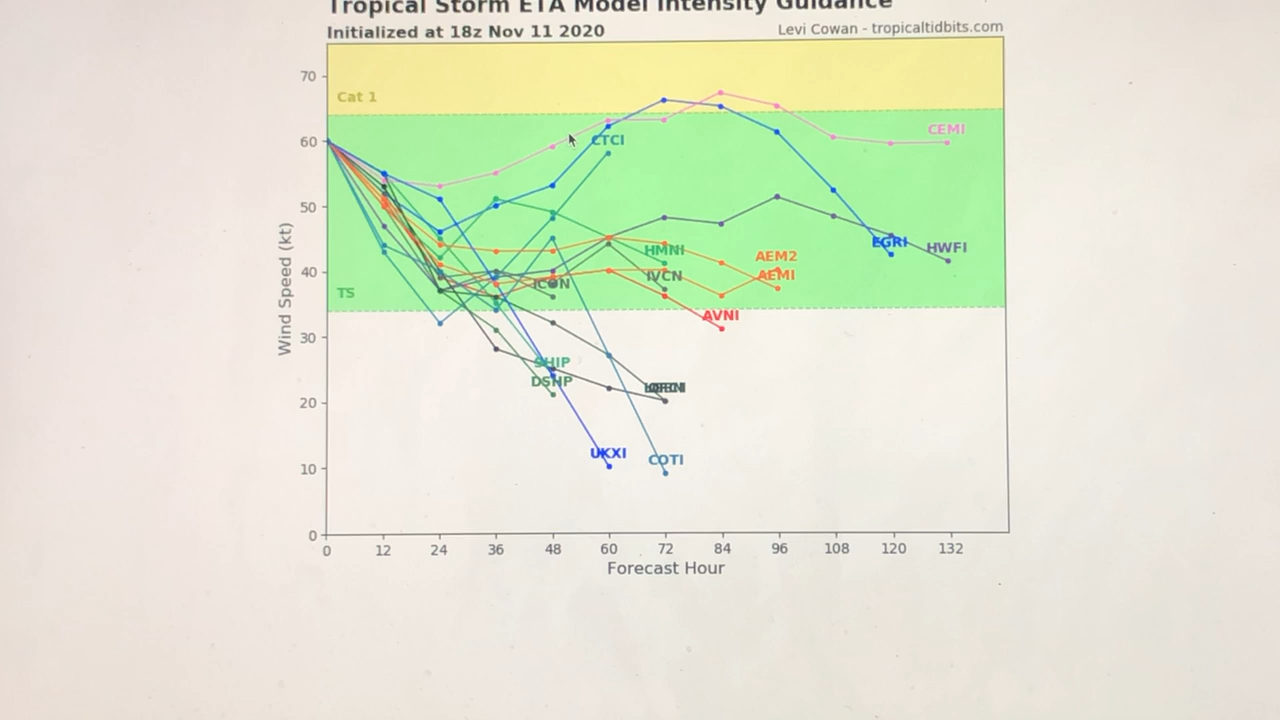 Tropical Storm ETA Model Intensity Guidance
Initialized at 18z Nov 11 2020
Levi Cowan - tropicaltidbits.com
70
Cat 1
CEMI
60
CTCI
50
EGRI
HWFI
HMNI
AEM2
40
IVCN
AEMI
ICON
TS
AVNI
30
SHIP
DSHP
20
UKXI
COTI
10
0
Wind Speed (kt)
0 12 24 36 48 60 72 84 96 108 120 132
Forecast Hour